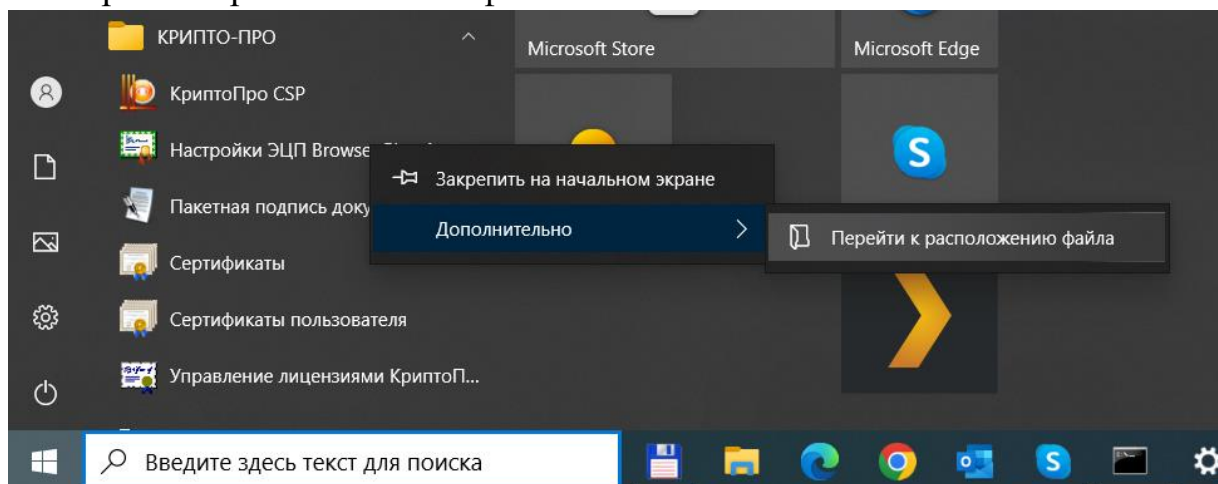 КРИПТО-ПРО
Microsoft Store
Microsoft Edge
КриптоПро CSP
Настройки ЭЦП Browse
Закрепить на начальном экране
Пакетная подпись доку
Дополнительно
Перейти к расположению файла
Сертификаты
Сертификаты пользователя
Управление лицензиями КриптоП...
Введите здесь текст для поиска